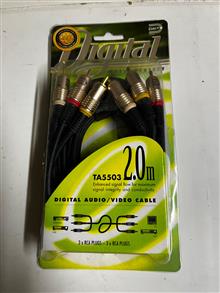 Digital
TA5503 2.0m
Enhanced signal flow for maximum
signal integrity and conductivity
DIGITAL AUDIO/VIDEO CABLE
3 x RCA PLUGS - 3 x RCA PLUGS